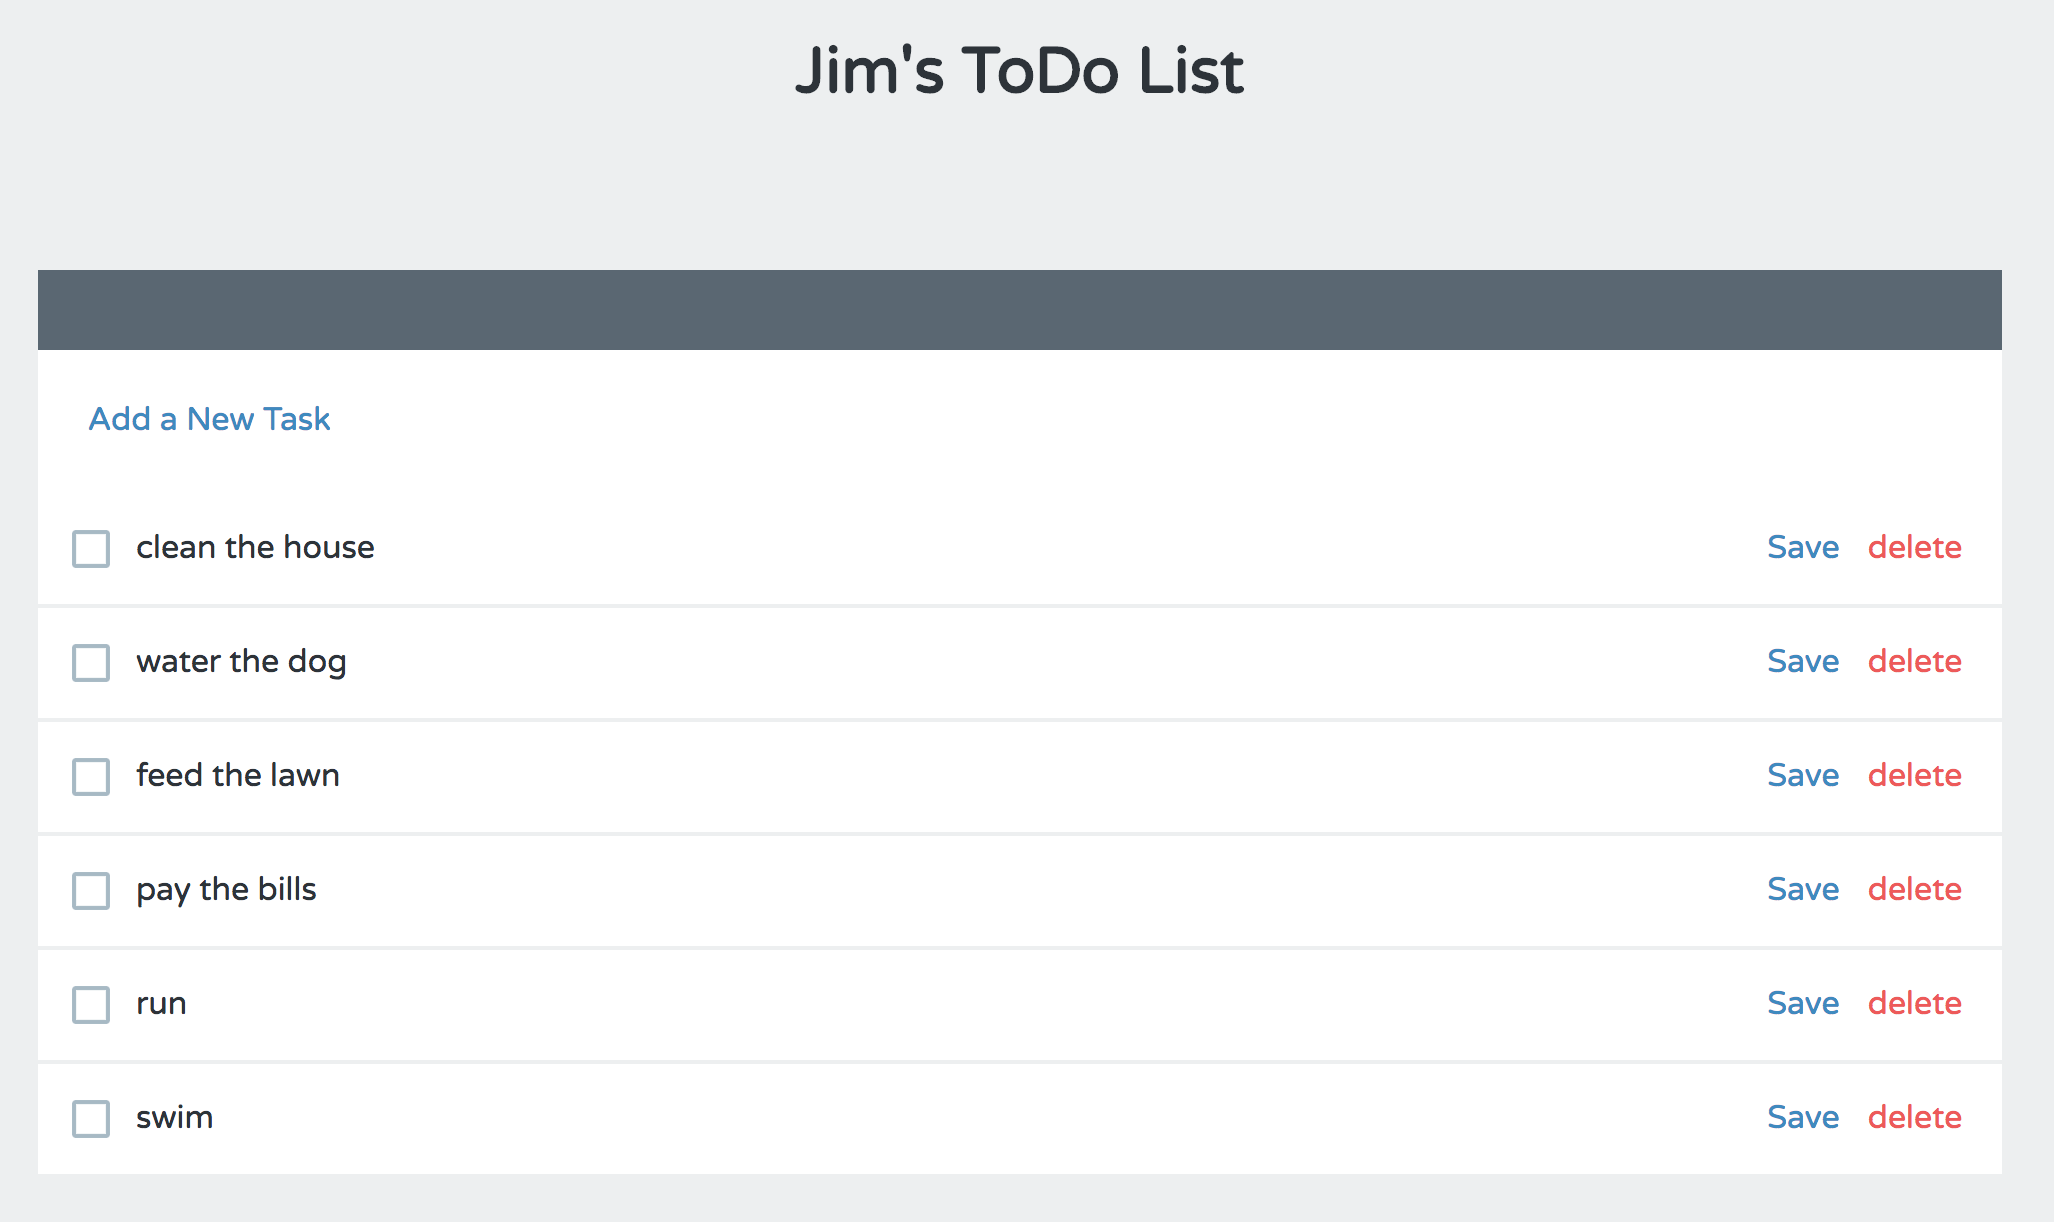 Jim's ToDo List
Add a New Task
clean the house Save delete
water the dog Save delete
feed the lawn Save delete
pay the bills Save delete
run Save delete
swim Save delete